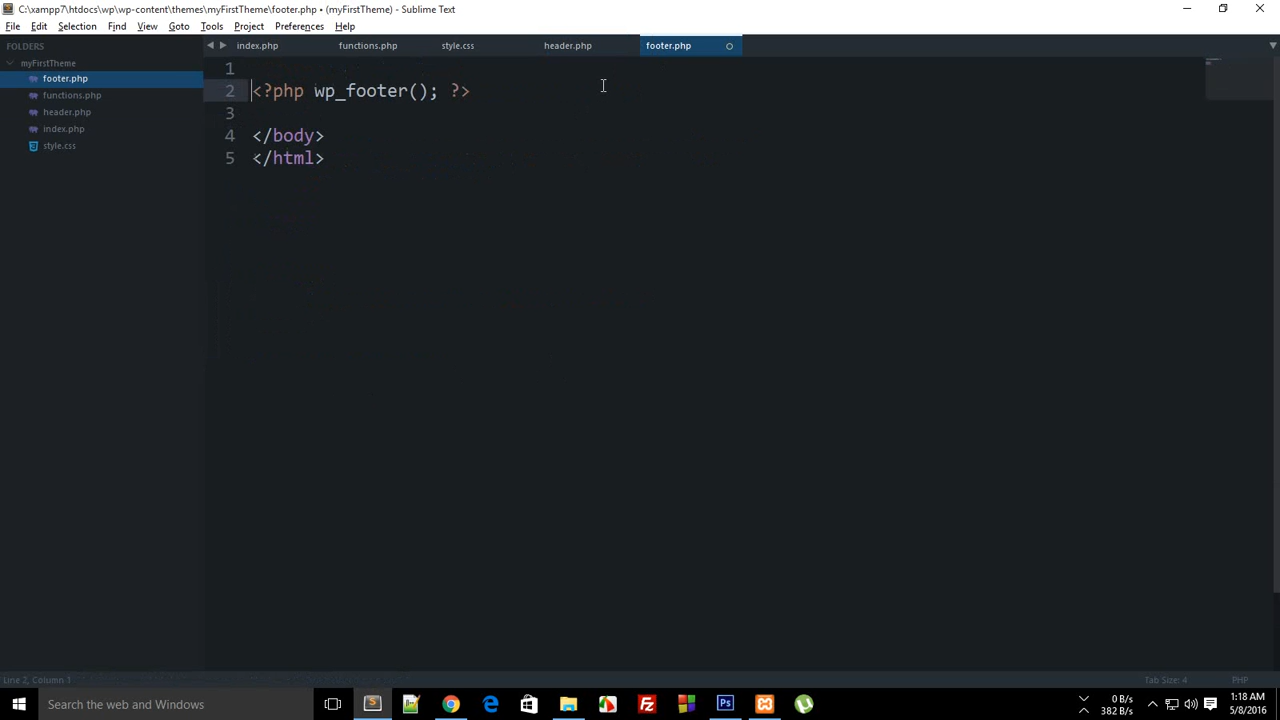 C:\xampp7\htdocs\wp\wp-content\themes\myFirstTheme\footer.php • (myFirstTheme) - Sublime Text
File Edit Selection Find View Goto Tools Project Preferences Help
FOLDERS
myFirstTheme
footer.php
functions.php
header.php
index.php
style.css
index.php functions.php style.css header.php footer.php
1
2 <?php wp_footer(); ?>
3
4 </body>
5 </html>
Line 2, Column 1 Tab Size: 4 PHP
Search the web and Windows
0 B/s
382 B/s
1:18 AM
5/8/2016